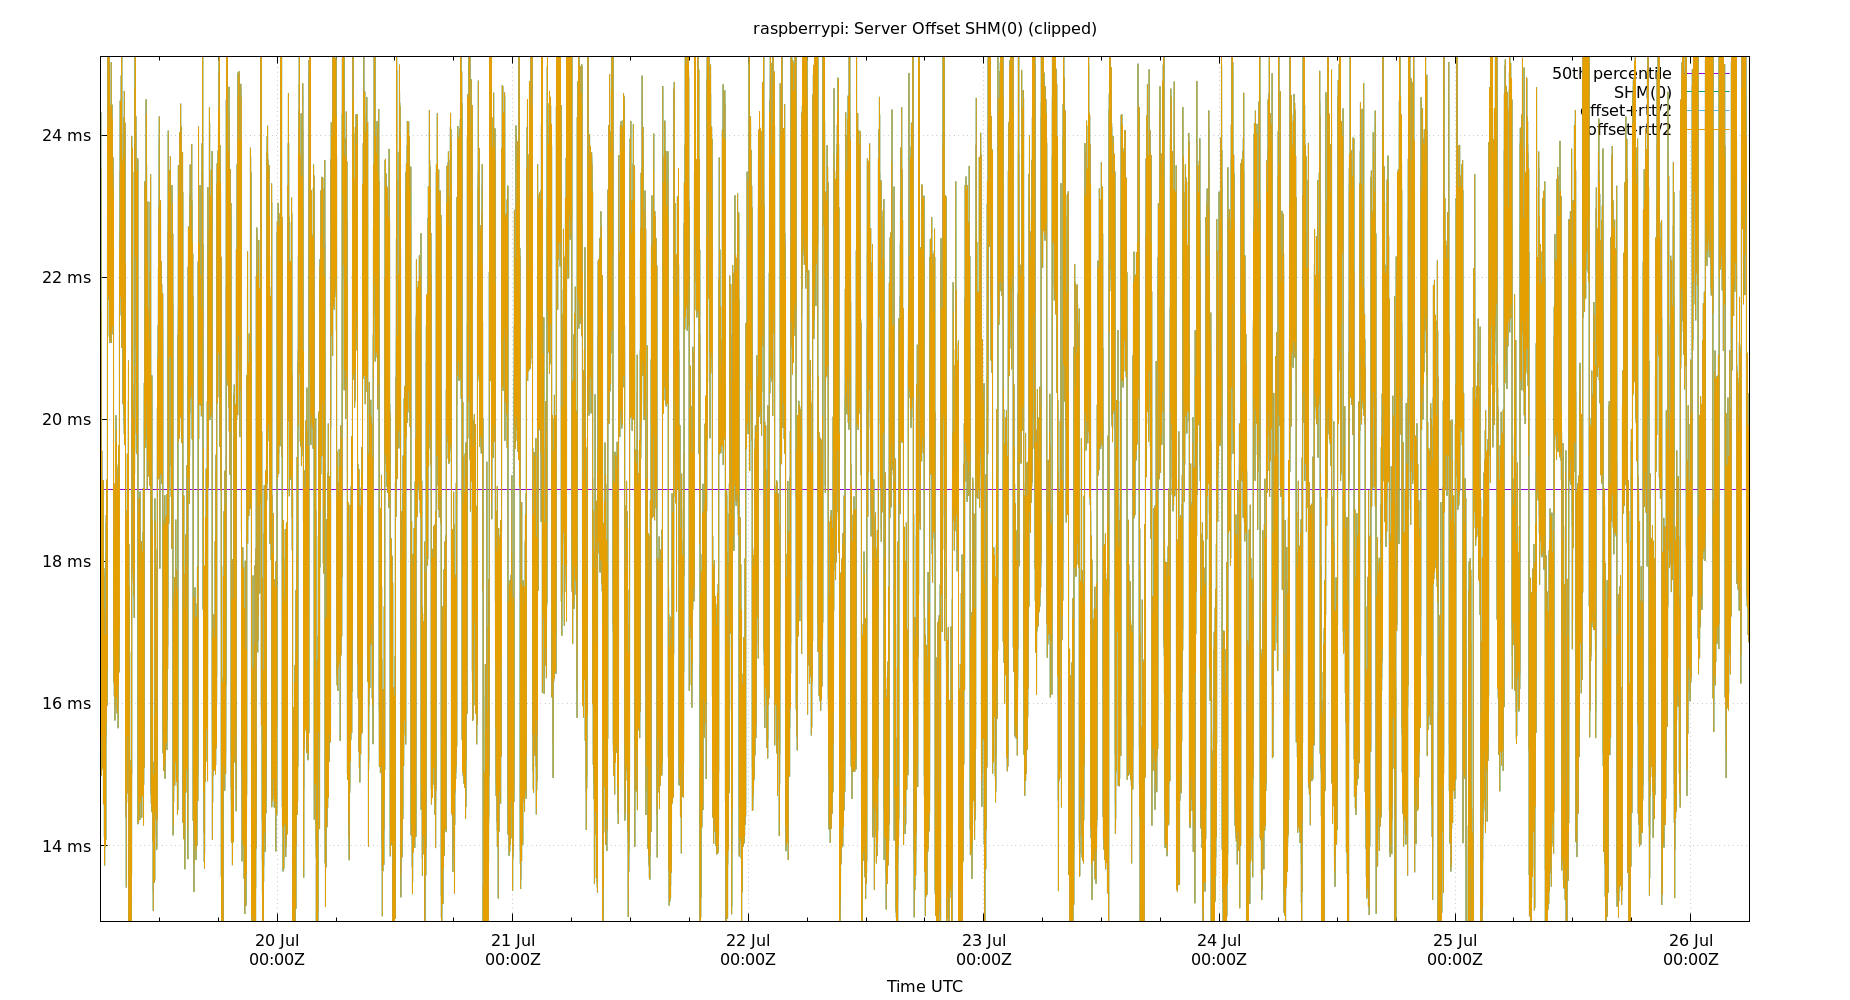 raspberrypi: Server Offset SHM(0) (clipped)
50th percentile
SHM(0)
offset+rtt/2
offset-rtt/2
24 ms
22 ms
20 ms
18 ms
16 ms
14 ms
20 Jul
00:00Z
21 Jul
00:00Z
22 Jul
00:00Z
23 Jul
00:00Z
24 Jul
00:00Z
25 Jul
00:00Z
26 Jul
00:00Z
Time UTC